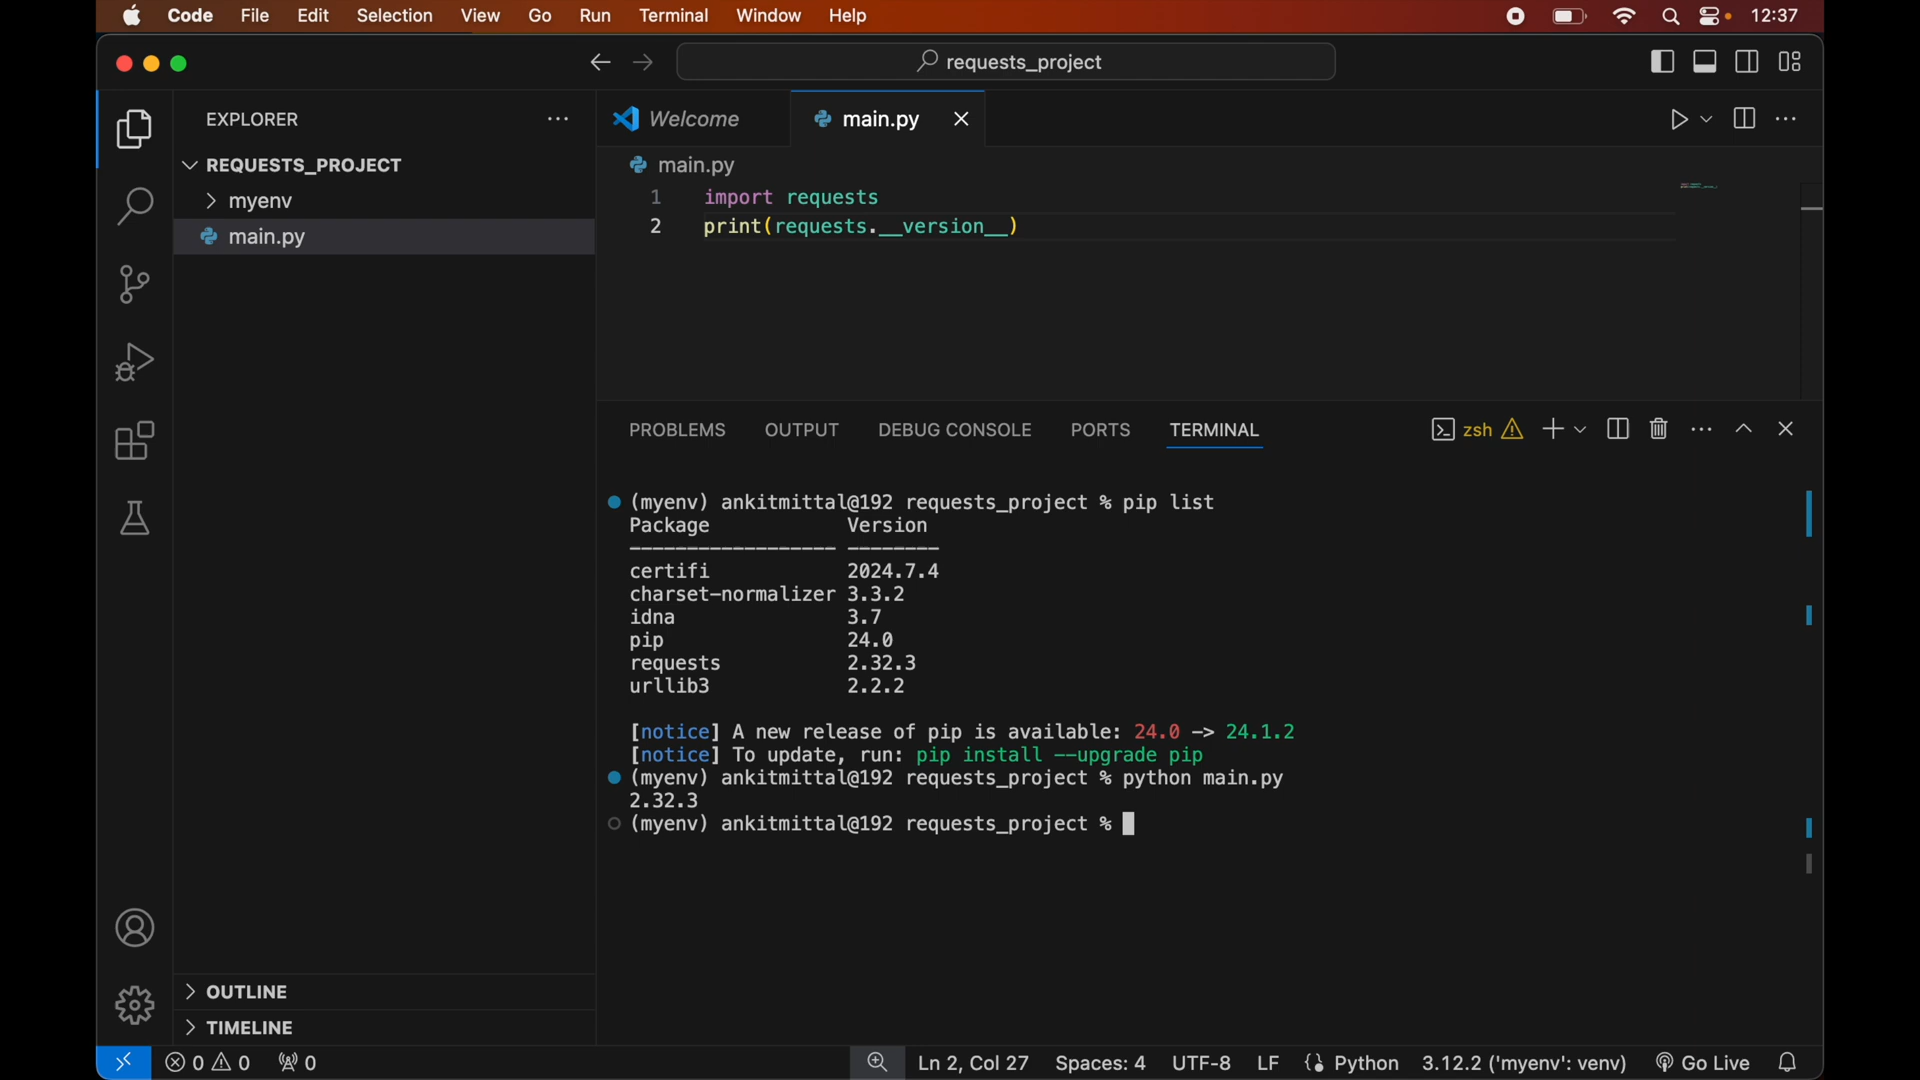 Code File Edit Selection View Go Run Terminal Window Help 12:37
requests_project
EXPLORER
REQUESTS_PROJECT
myenv
main.py
OUTLINE
TIMELINE
Welcome
main.py
main.py
1 import requests
2 print(requests.__version__)
PROBLEMS OUTPUT DEBUG CONSOLE PORTS TERMINAL
zsh
(myenv) ankitmittal@192 requests_project % pip list
Package Version
------------------ --------
certifi 2024.7.4
charset-normalizer 3.3.2
idna 3.7
pip 24.0
requests 2.32.3
urllib3 2.2.2
[notice] A new release of pip is available: 24.0 -> 24.1.2
[notice] To update, run: pip install --upgrade pip
(myenv) ankitmittal@192 requests_project % python main.py
2.32.3
(myenv) ankitmittal@192 requests_project %
0 0 0 Ln 2, Col 27 Spaces: 4 UTF-8 LF Python 3.12.2 ('myenv': venv) Go Live